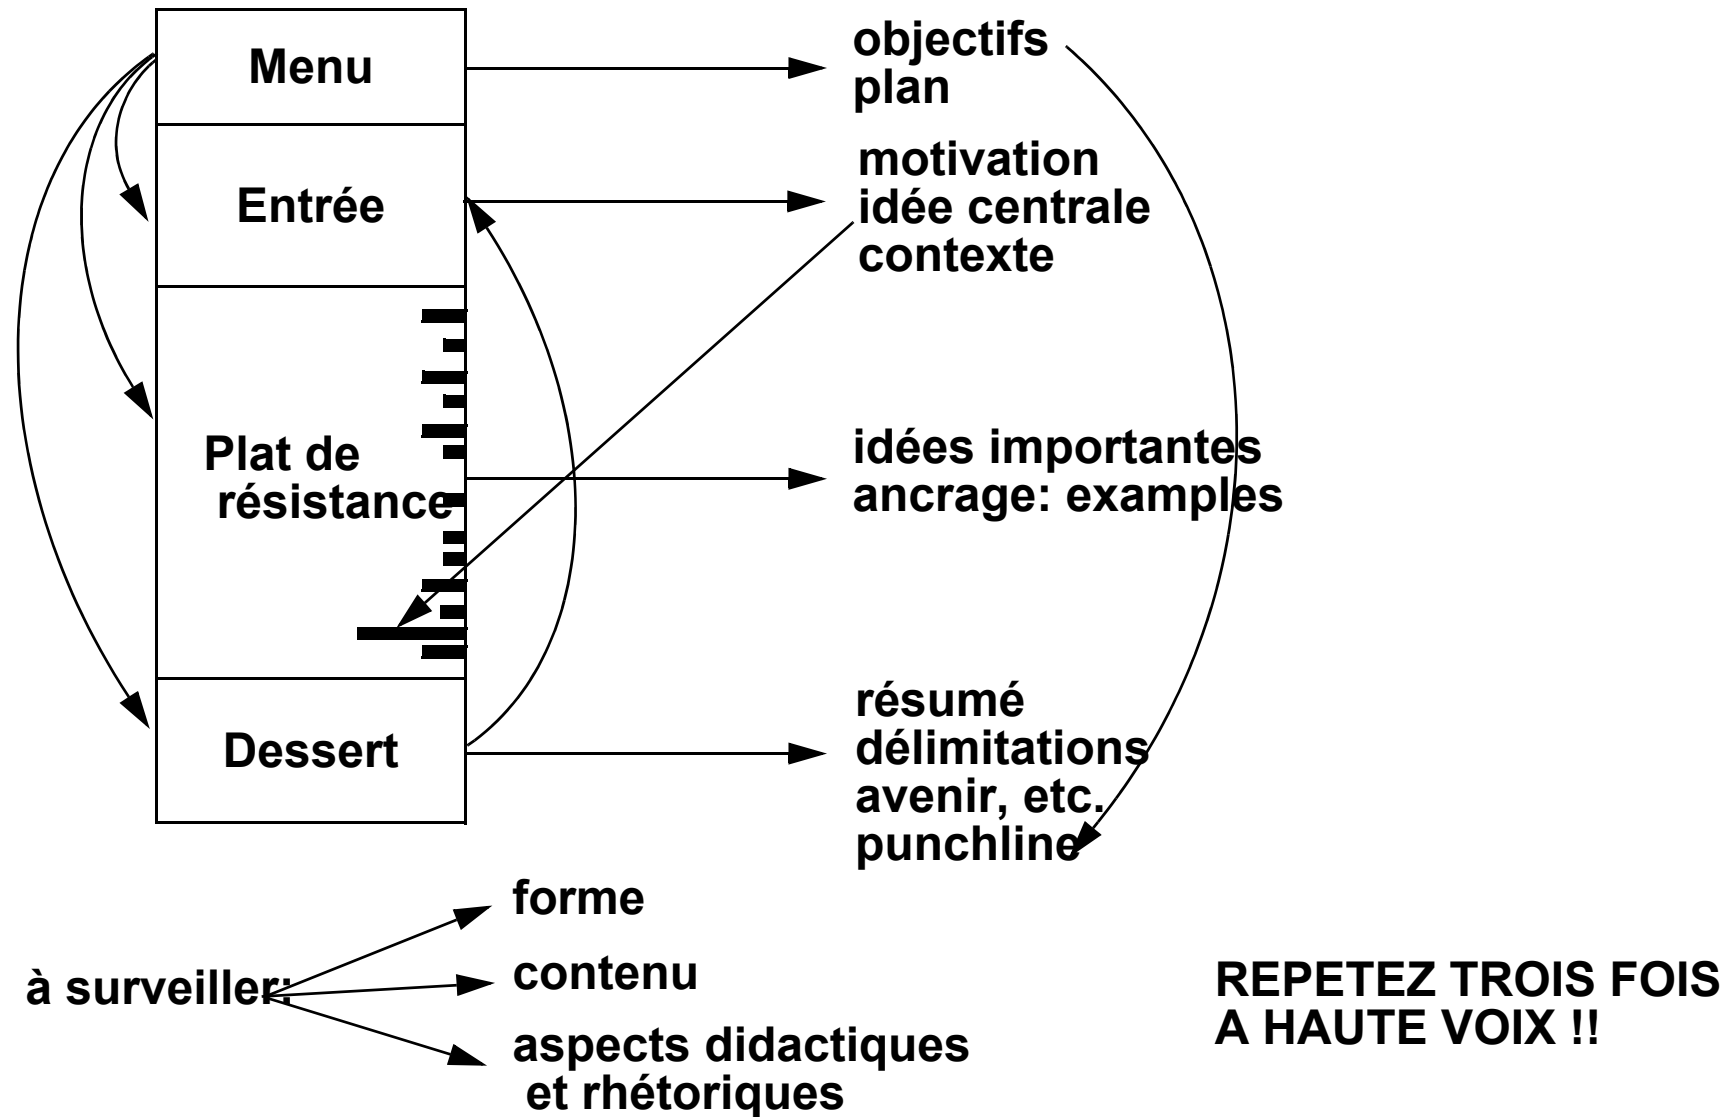 Menu
objectifs
plan
Entrée
motivation
idée centrale
contexte
Plat de
résistance
idées importantes
ancrage: examples
Dessert
résumé
délimitations
avenir, etc.
punchline
à surveiller:
forme
contenu
aspects didactiques
et rhétoriques
REPETEZ TROIS FOIS
A HAUTE VOIX !!